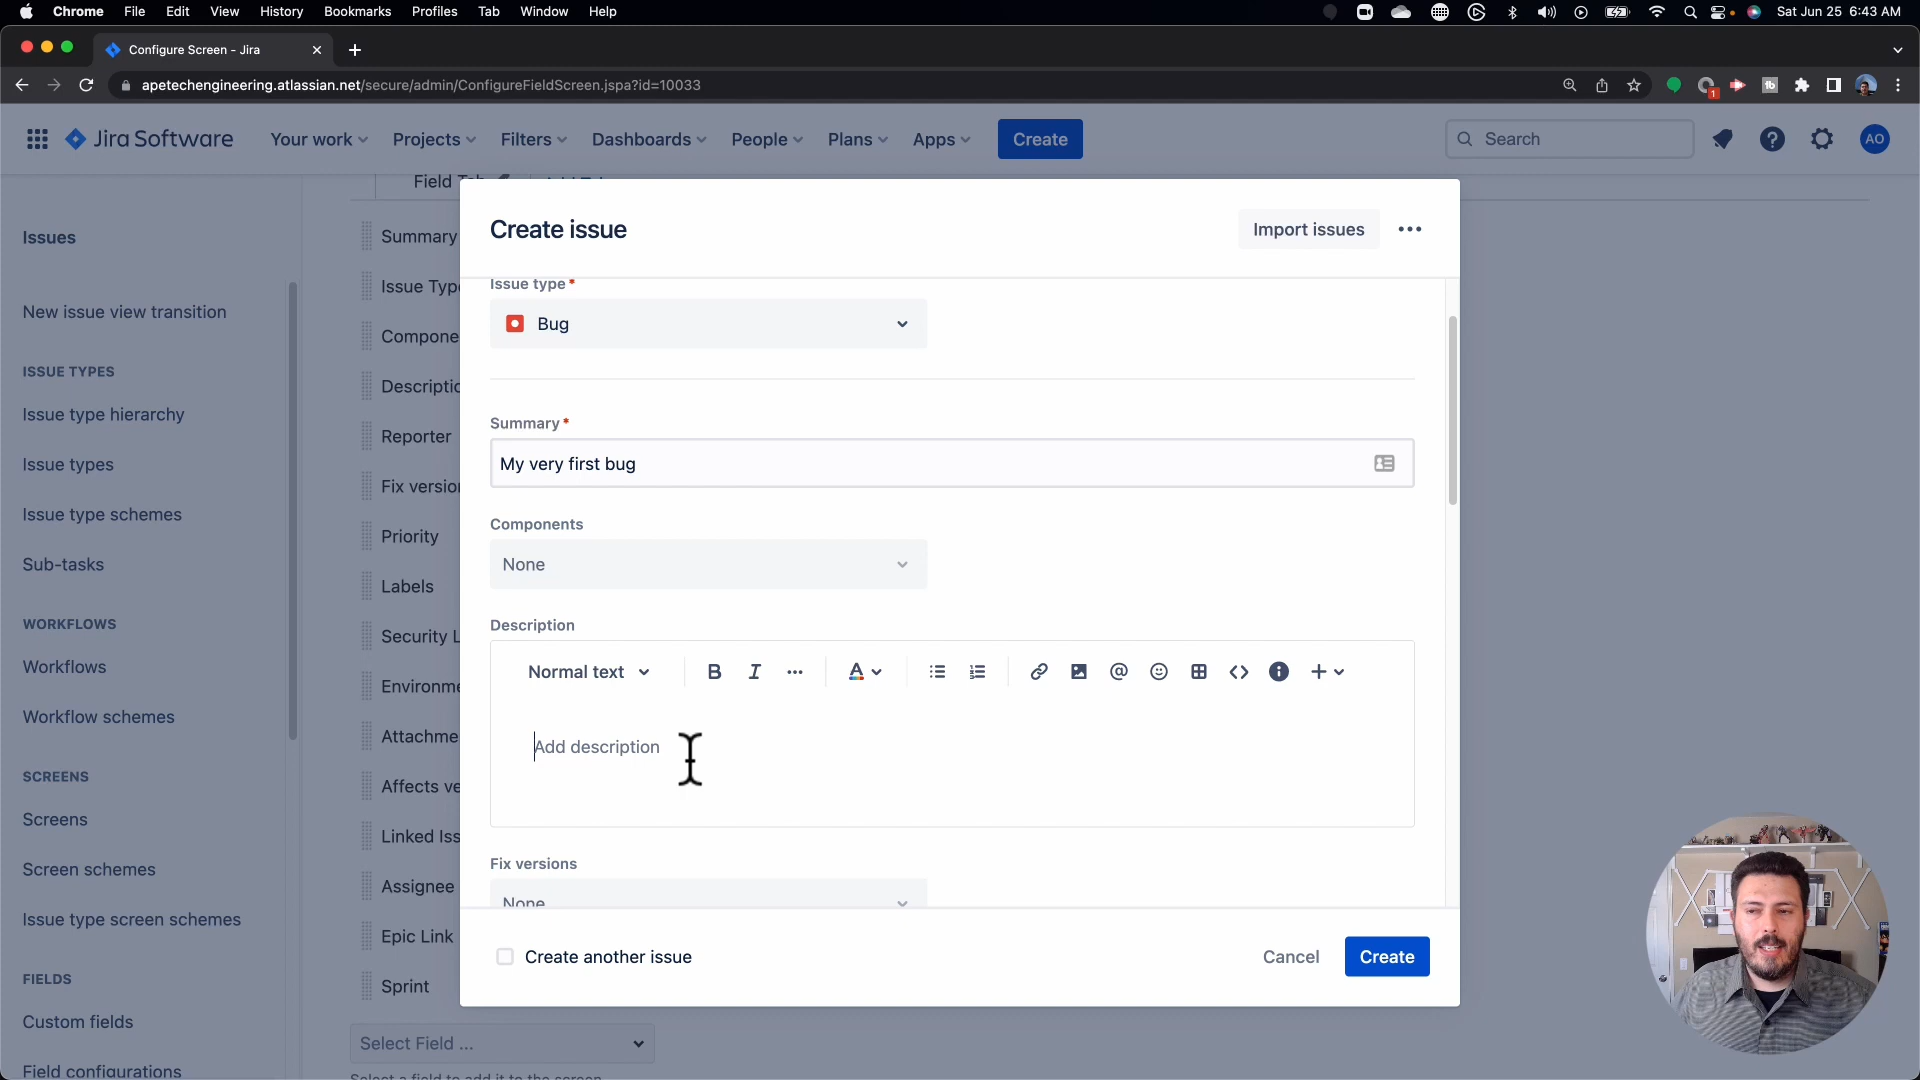 Chrome File Edit View History Bookmarks Profiles Tab Window Help Sat Jun 25 6:43 AM
Configure Screen - Jira
apetechengineering.atlassian.net/secure/admin/ConfigureFieldScreen.jspa?id=10033
Jira Software Your work Projects Filters Dashboards People Plans Apps Create Search AO
Field
Issues
New issue view transition
ISSUE TYPES
Issue type hierarchy
Issue types
Issue type schemes
Sub-tasks
WORKFLOWS
Workflows
Workflow schemes
SCREENS
Screens
Screen schemes
Issue type screen schemes
FIELDS
Custom fields
Field configurations
Summary
Issue Type
Compone
Descriptio
Reporter
Fix version
Priority
Labels
Security L
Environme
Attachme
Affects ve
Linked Iss
Assignee
Epic Link
Sprint
Select Field ...
Select a field to add it to the screen
Create issue
Import issues
Issue type *
Bug
Summary *
My very first bug
Components
None
Description
Normal text B I A @ +
Add description
Fix versions
None
Create another issue Cancel Create